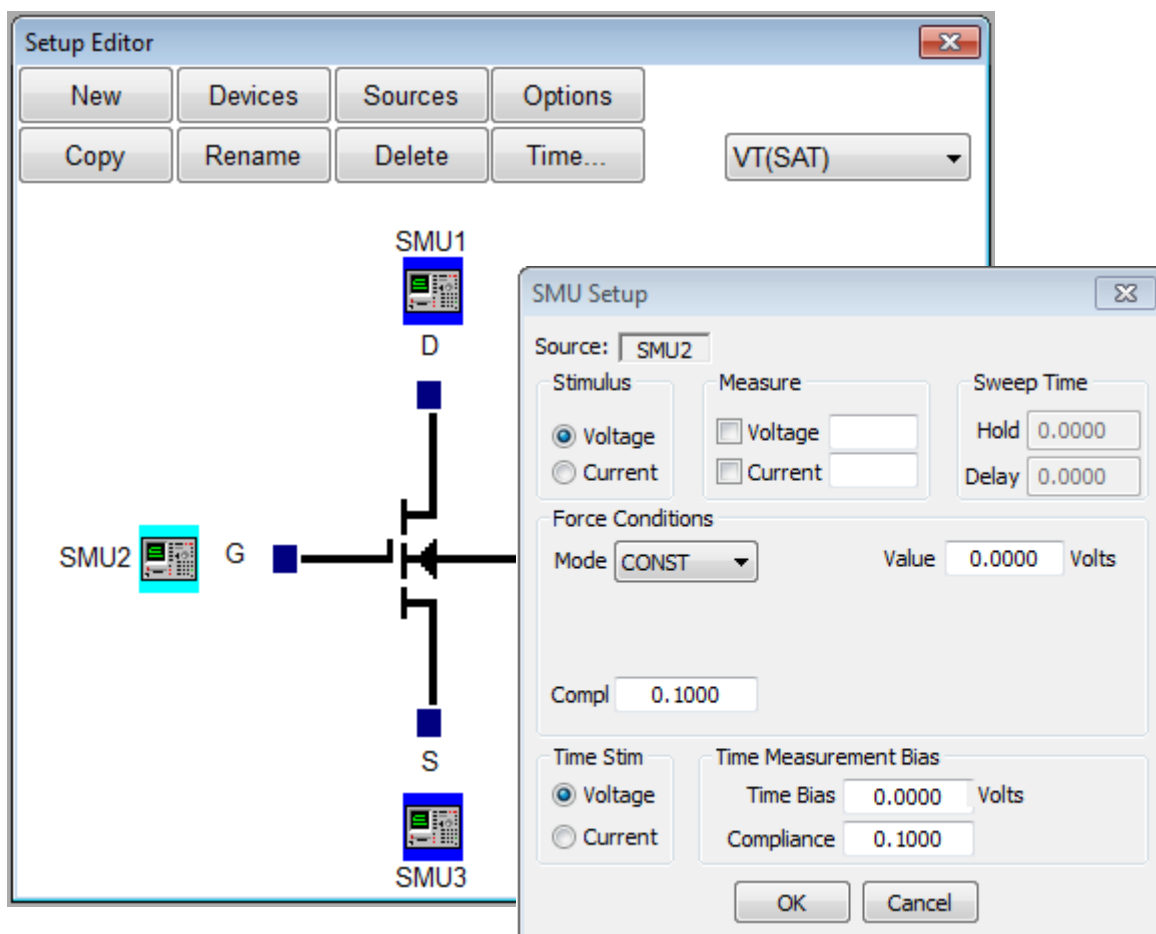 Setup Editor
New Devices Sources Options
Copy Rename Delete Time... VT(SAT)
SMU1
D
SMU2 G
S
SMU3
SMU Setup
Source: SMU2
Stimulus Measure Sweep Time
Voltage Voltage Hold 0.0000
Current Current Delay 0.0000
Force Conditions
Mode CONST Value 0.0000 Volts
Compl 0.1000
Time Stim Time Measurement Bias
Voltage Time Bias 0.0000 Volts
Current Compliance 0.1000
OK Cancel